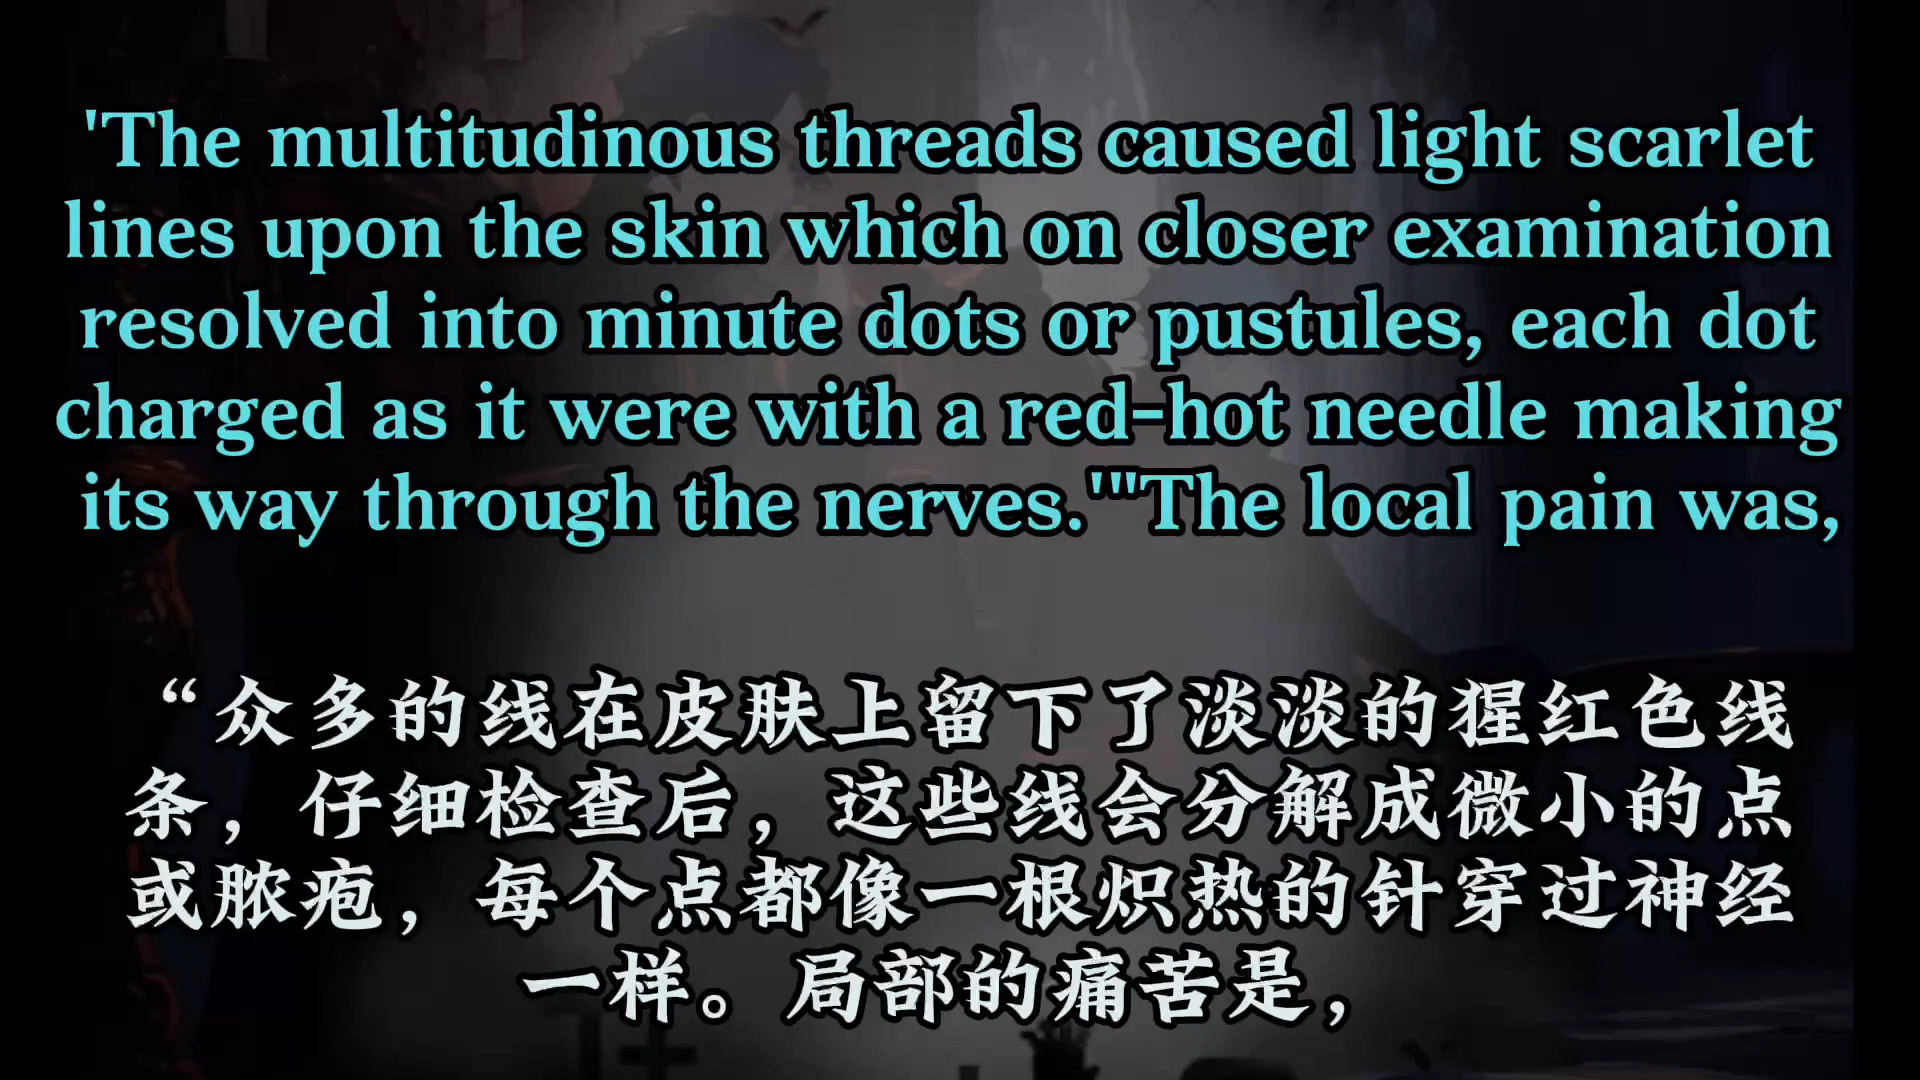 'The multitudinous threads caused light scarlet
lines upon the skin which on closer examination
resolved into minute dots or pustules, each dot
charged as it were with a red-hot needle making
its way through the nerves.'"'The local pain was,
“众多的线在皮肤上留下了淡淡的猩红色线
条，仔细检查后，这些线会分解成微小的点
或脓疱，每个点都像一根炽热的针穿过神经
一样。局部的痛苦是，